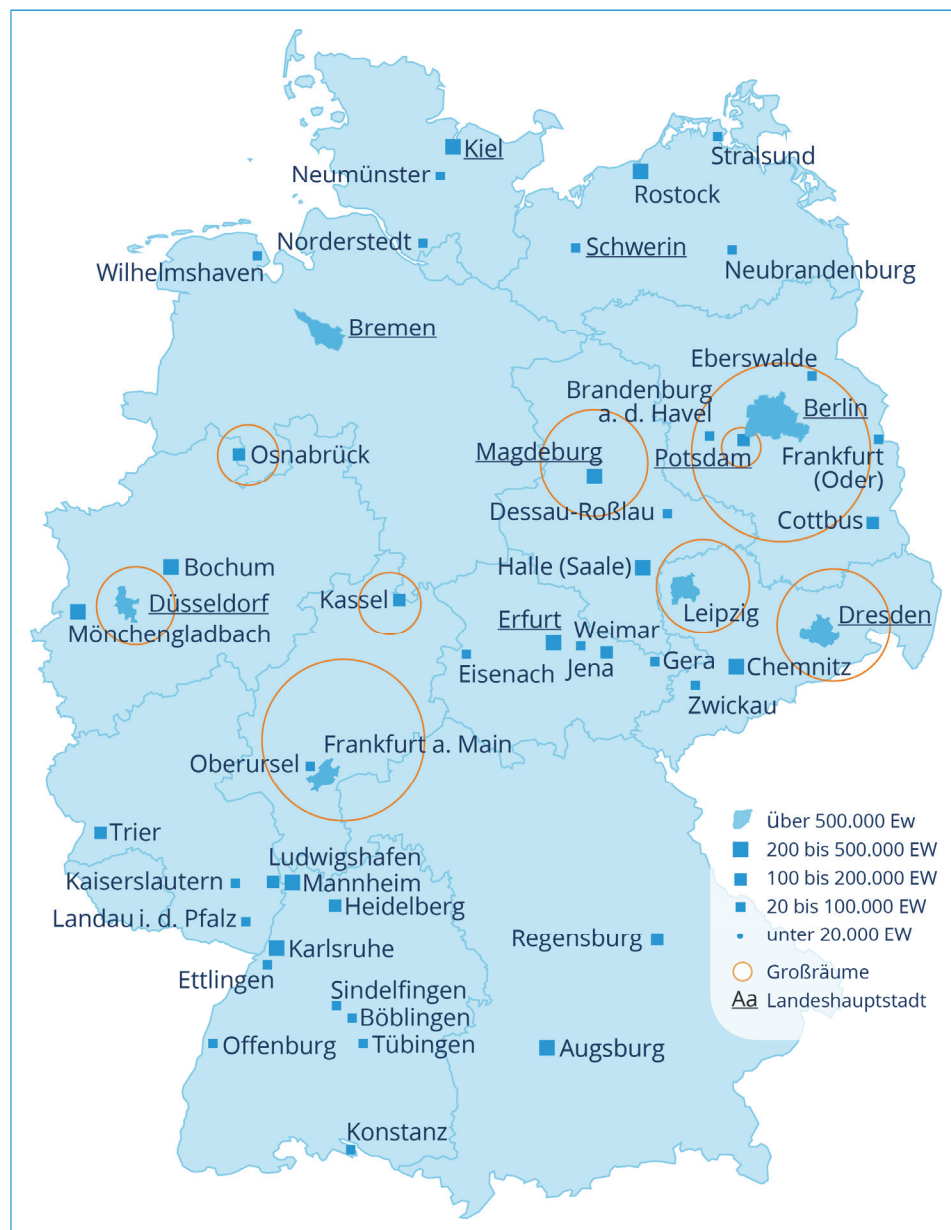 Kiel
Stralsund
Neumünster
Rostock
Norderstedt
Schwerin
Wilhelmshaven
Neubrandenburg
Bremen
Eberswalde
Brandenburg
a. d. Havel
Berlin
Osnabrück
Magdeburg
Potsdam
Frankfurt
(Oder)
Dessau-Roßlau
Cottbus
Bochum
Halle (Saale)
Düsseldorf
Kassel
Leipzig
Mönchengladbach
Erfurt
Weimar
Dresden
Eisenach
Jena
Gera
Chemnitz
Zwickau
Frankfurt a. Main
Oberursel
über 500.000 Ew
Trier
200 bis 500.000 EW
Ludwigshafen
Kaiserslautern
Mannheim
100 bis 200.000 EW
Heidelberg
20 bis 100.000 EW
Landau i. d. Pfalz
Regensburg
unter 20.000 EW
Karlsruhe
Ettlingen
Großräume
Sindelfingen
Aa
Landeshauptstadt
Böblingen
Offenburg
Tübingen
Augsburg
Konstanz